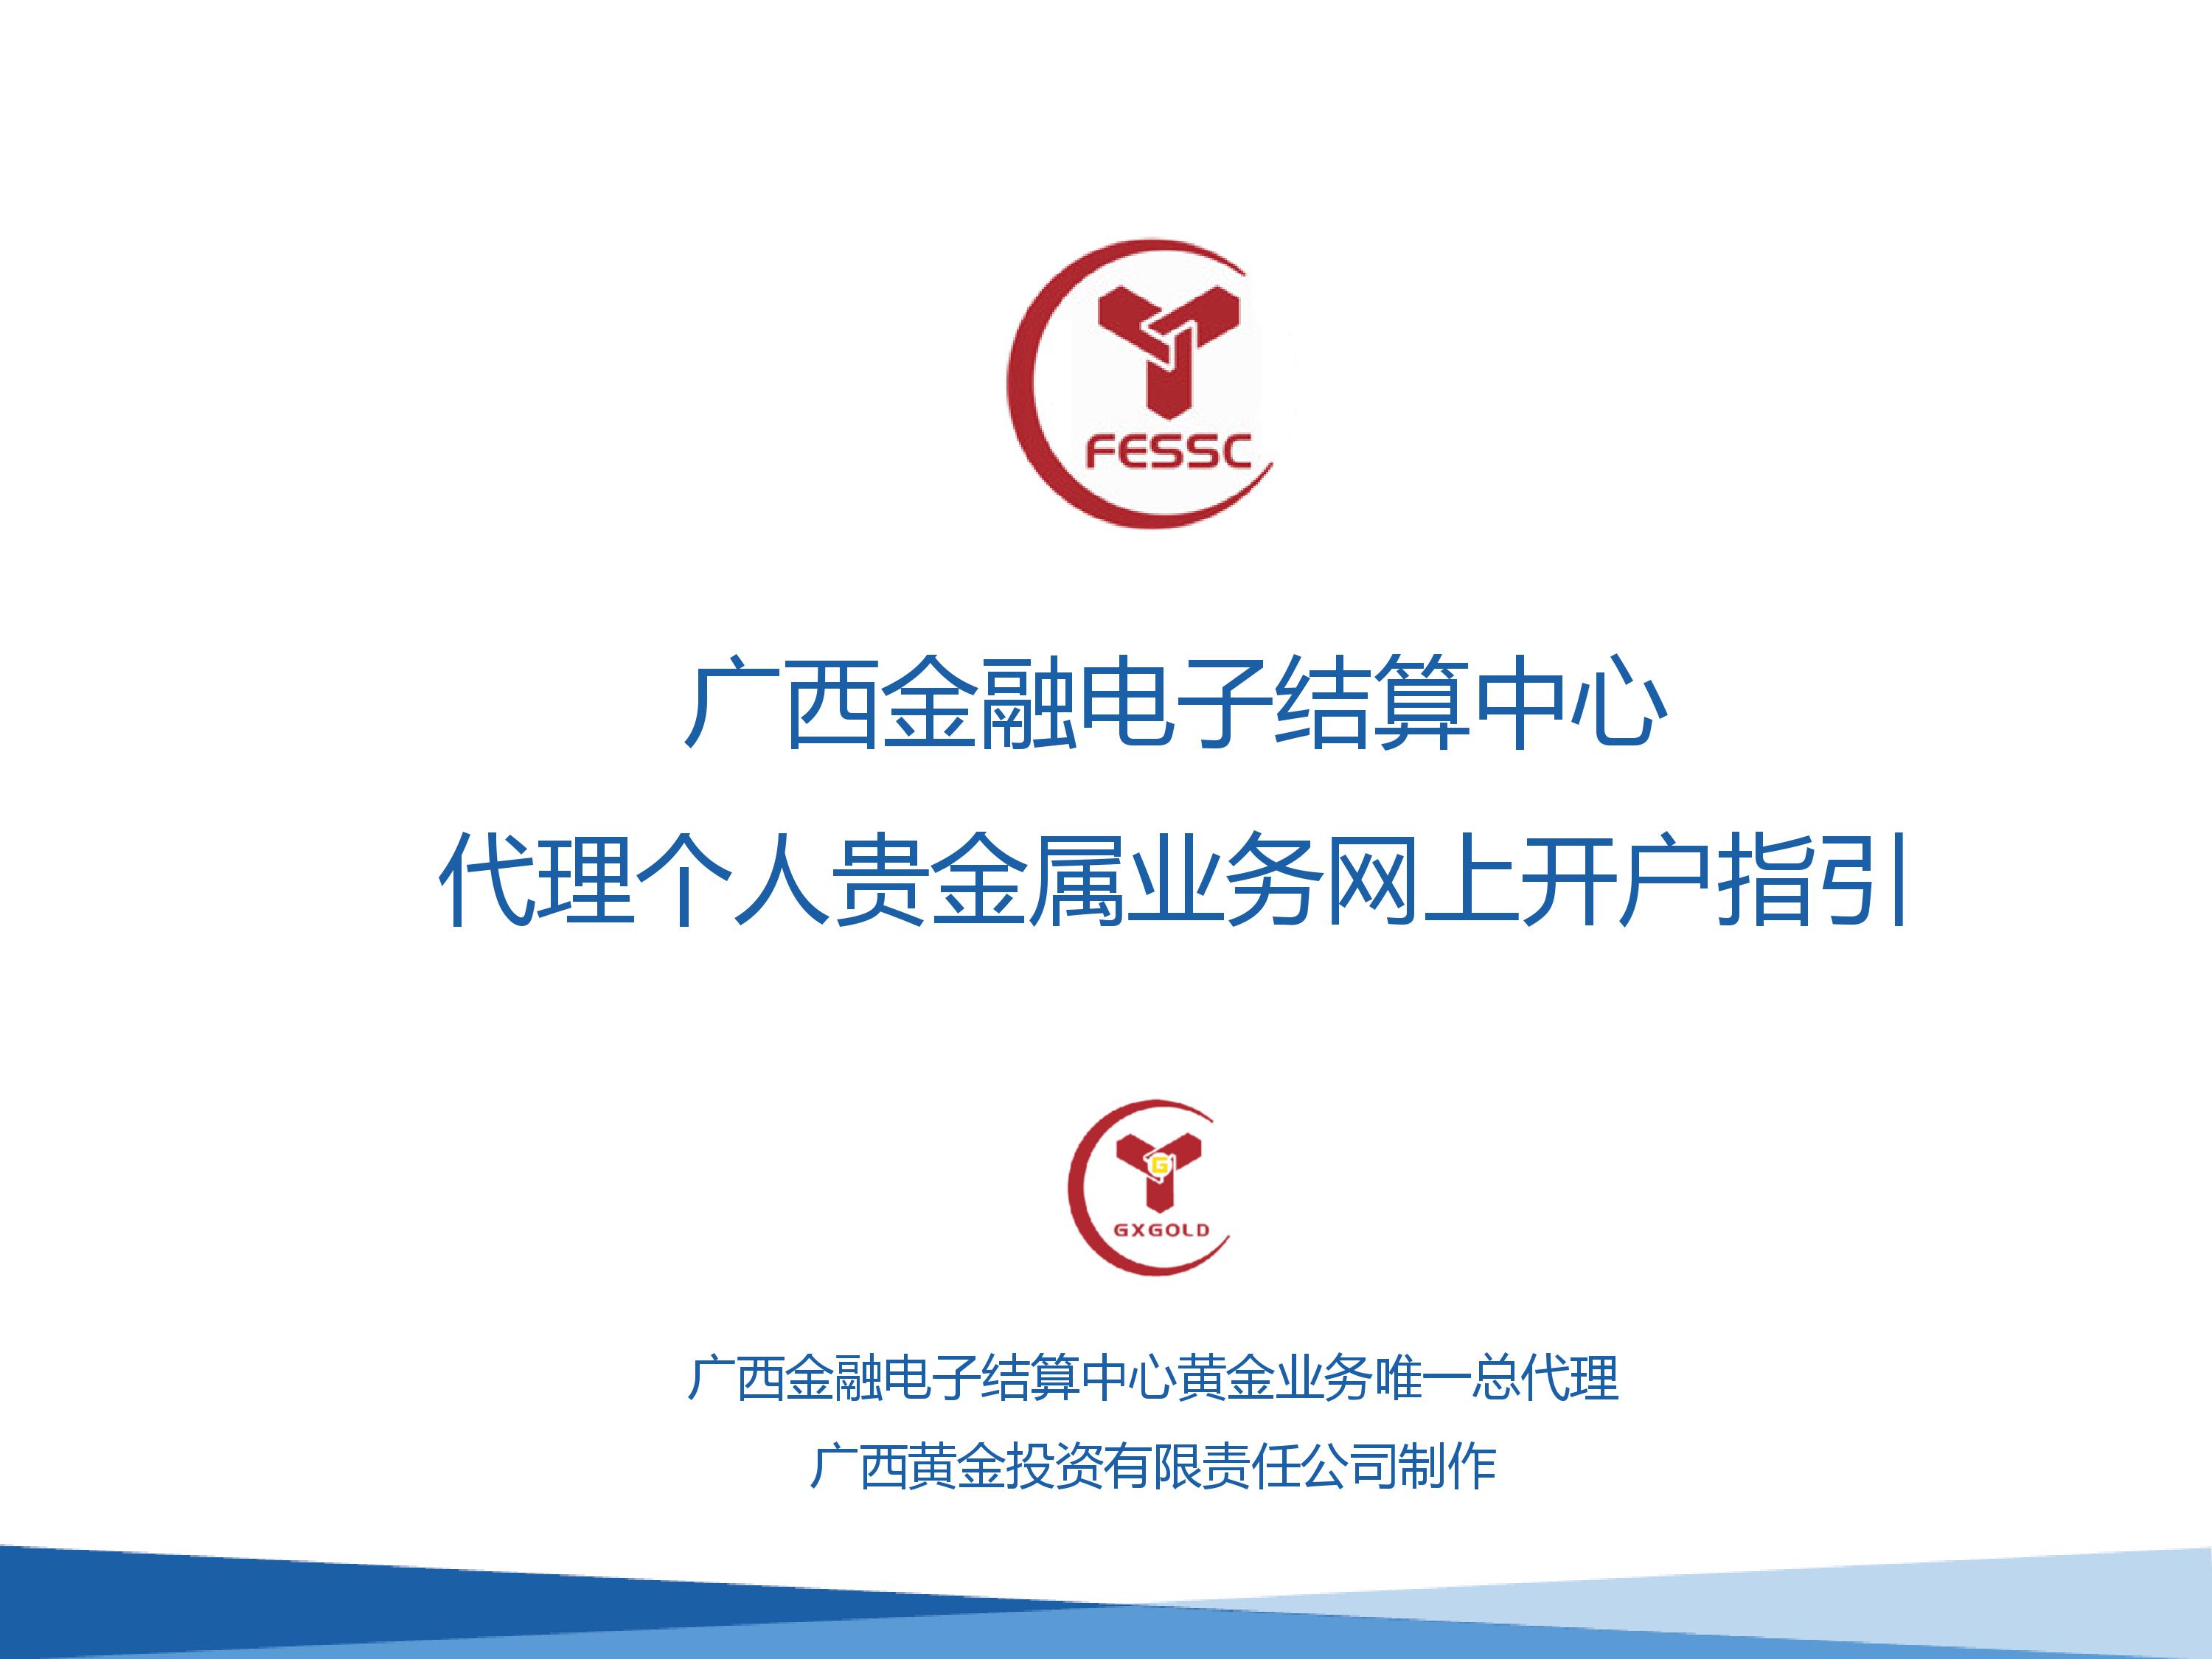 FESSC
广西金融电子结算中心
代理个人贵金属业务网上开户指引
G
GXGOLD
广西金融电子结算中心黄金业务唯一总代理
广西黄金投资有限责任公司制作